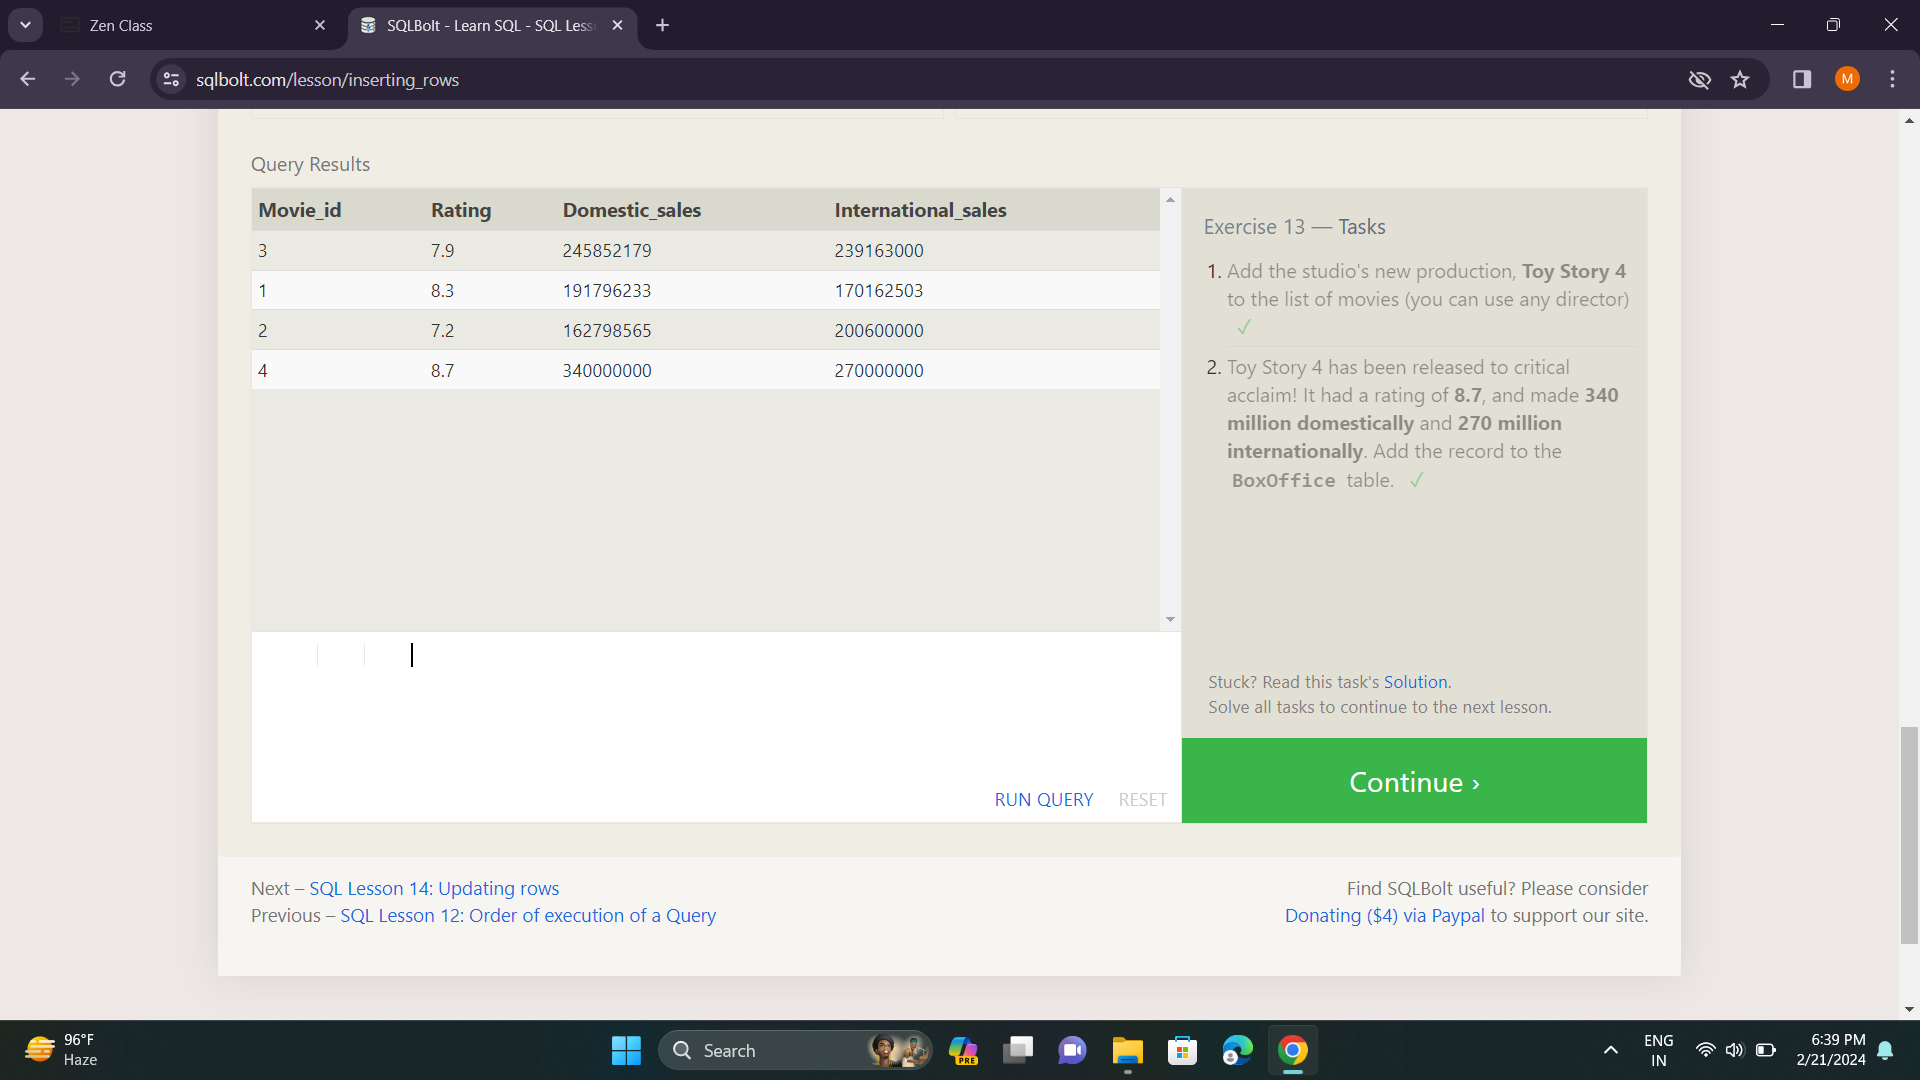 Zen Class
SQLBolt - Learn SQL - SQL Less
sqlbolt.com/lesson/inserting_rows
M
Query Results
Movie_id Rating Domestic_sales International_sales
3 7.9 245852179 239163000
1 8.3 191796233 170162503
2 7.2 162798565 200600000
4 8.7 340000000 270000000
RUN QUERY RESET
Exercise 13 — Tasks
1. Add the studio's new production, Toy Story 4
to the list of movies (you can use any director)
✓
2. Toy Story 4 has been released to critical
acclaim! It had a rating of 8.7, and made 340
million domestically and 270 million
internationally. Add the record to the
BoxOffice table. ✓
Stuck? Read this task's Solution.
Solve all tasks to continue to the next lesson.
Continue ›
Next – SQL Lesson 14: Updating rows
Previous – SQL Lesson 12: Order of execution of a Query
Find SQLBolt useful? Please consider
Donating ($4) via Paypal to support our site.
96°F
Haze
Search
PRE
ENG
IN
6:39 PM
2/21/2024